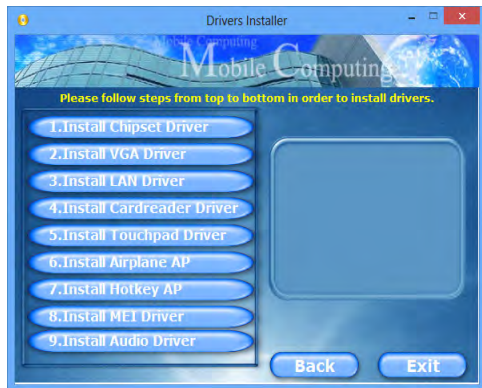 Drivers Installer
Mobile Computing
Mobile Computing
Please follow steps from top to bottom in order to install drivers.
1.Install Chipset Driver
2.Install VGA Driver
3.Install LAN Driver
4.Install Cardreader Driver
5.Install Touchpad Driver
6.Install Airplane AP
7.Install Hotkey AP
8.Install MEI Driver
9.Install Audio Driver
Back
Exit